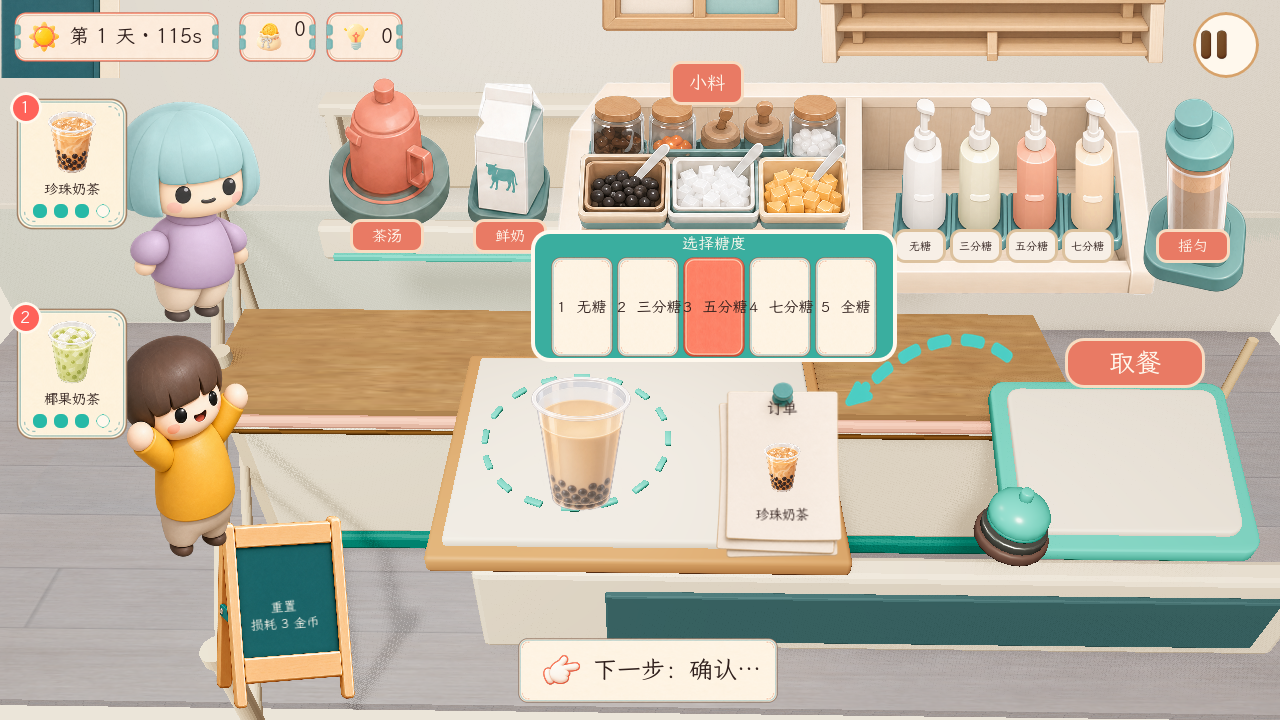 第 1 天・115s
0
0
小料
1
珍珠奶茶
茶汤
鲜奶
无糖
三分糖
五分糖
七分糖
摇匀
选择糖度
1 无糖
2 三分糖
3 五分糖
4 七分糖
5 全糖
2
椰果奶茶
取餐
订单
珍珠奶茶
重置
损耗 3 金币
下一步：确认…